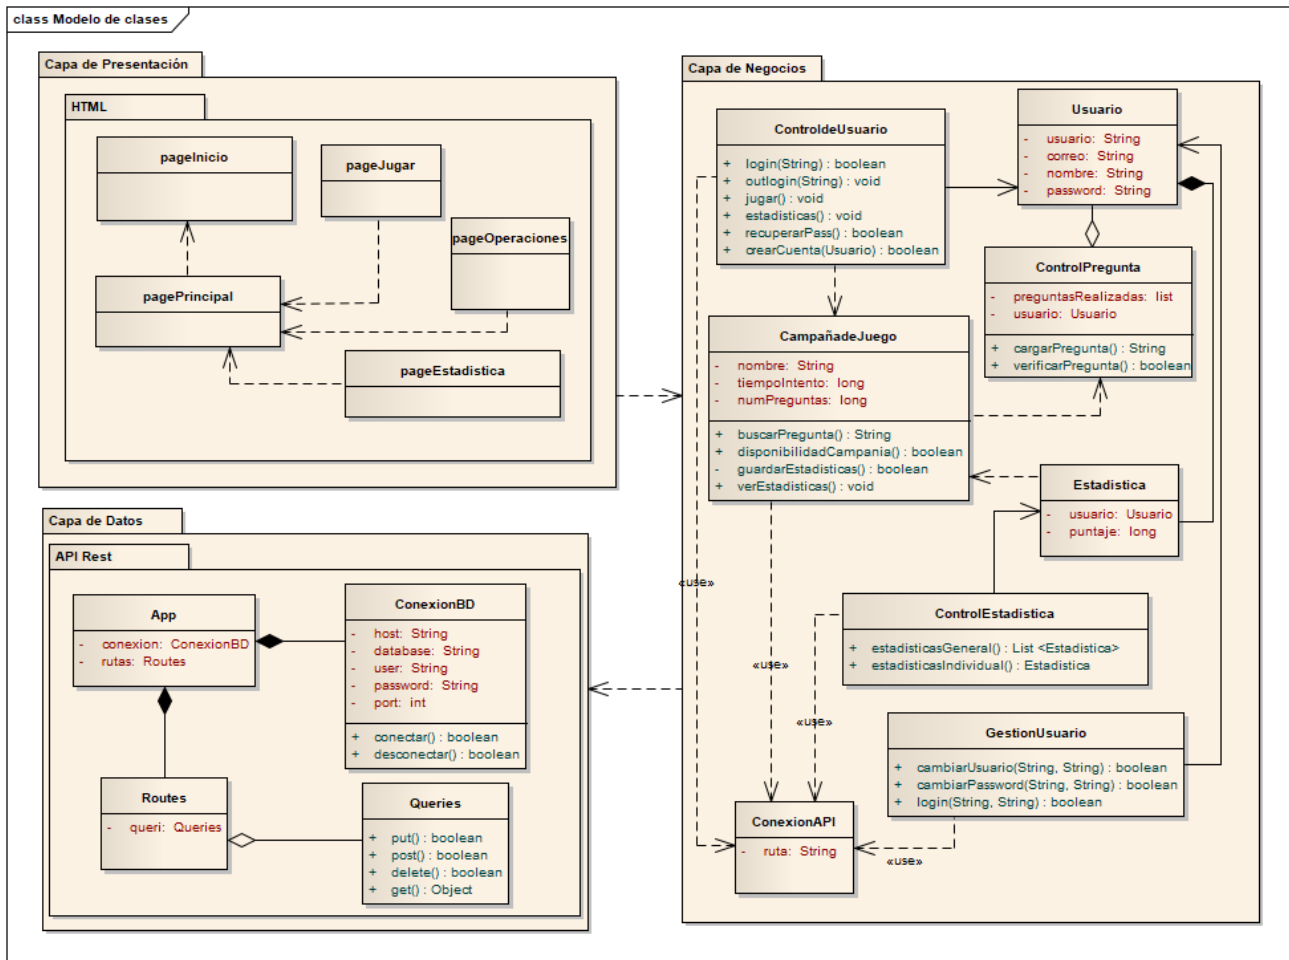 class Modelo de clases
Capa de Presentación
HTML
pageInicio
pageJugar
pageOperaciones
pagePrincipal
pageEstadistica
Capa de Negocios
ControldeUsuario
+ login(String) : boolean
+ outlogin(String) : void
+ jugar() : void
+ estadisticas() : void
+ recuperarPass() : boolean
+ crearCuenta(Usuario) : boolean
Usuario
- usuario: String
- correo: String
- nombre: String
- password: String
ControlPregunta
- preguntasRealizadas: list
- usuario: Usuario
+ cargarPregunta() : String
+ verificarPregunta() : boolean
CampañadeJuego
- nombre: String
- tiempoIntento: long
- numPreguntas: long
+ buscarPregunta() : String
+ disponibilidadCampania() : boolean
- guardarEstadisticas() : boolean
+ verEstadisticas() : void
Estadistica
- usuario: Usuario
- puntaje: long
«use»
ControlEstadistica
+ estadisticasGeneral() : List <Estadistica>
+ estadisticasIndividual() : Estadistica
«use»
«use»
GestionUsuario
+ cambiarUsuario(String, String) : boolean
+ cambiarPassword(String, String) : boolean
+ login(String, String) : boolean
ConexionAPI
- ruta: String
«use»
Capa de Datos
API Rest
App
- conexion: ConexionBD
- rutas: Routes
ConexionBD
- host: String
- database: String
- user: String
- password: String
- port: int
+ conectar() : boolean
+ desconectar() : boolean
Routes
- queri: Queries
Queries
+ put() : boolean
+ post() : boolean
+ delete() : boolean
+ get() : Object